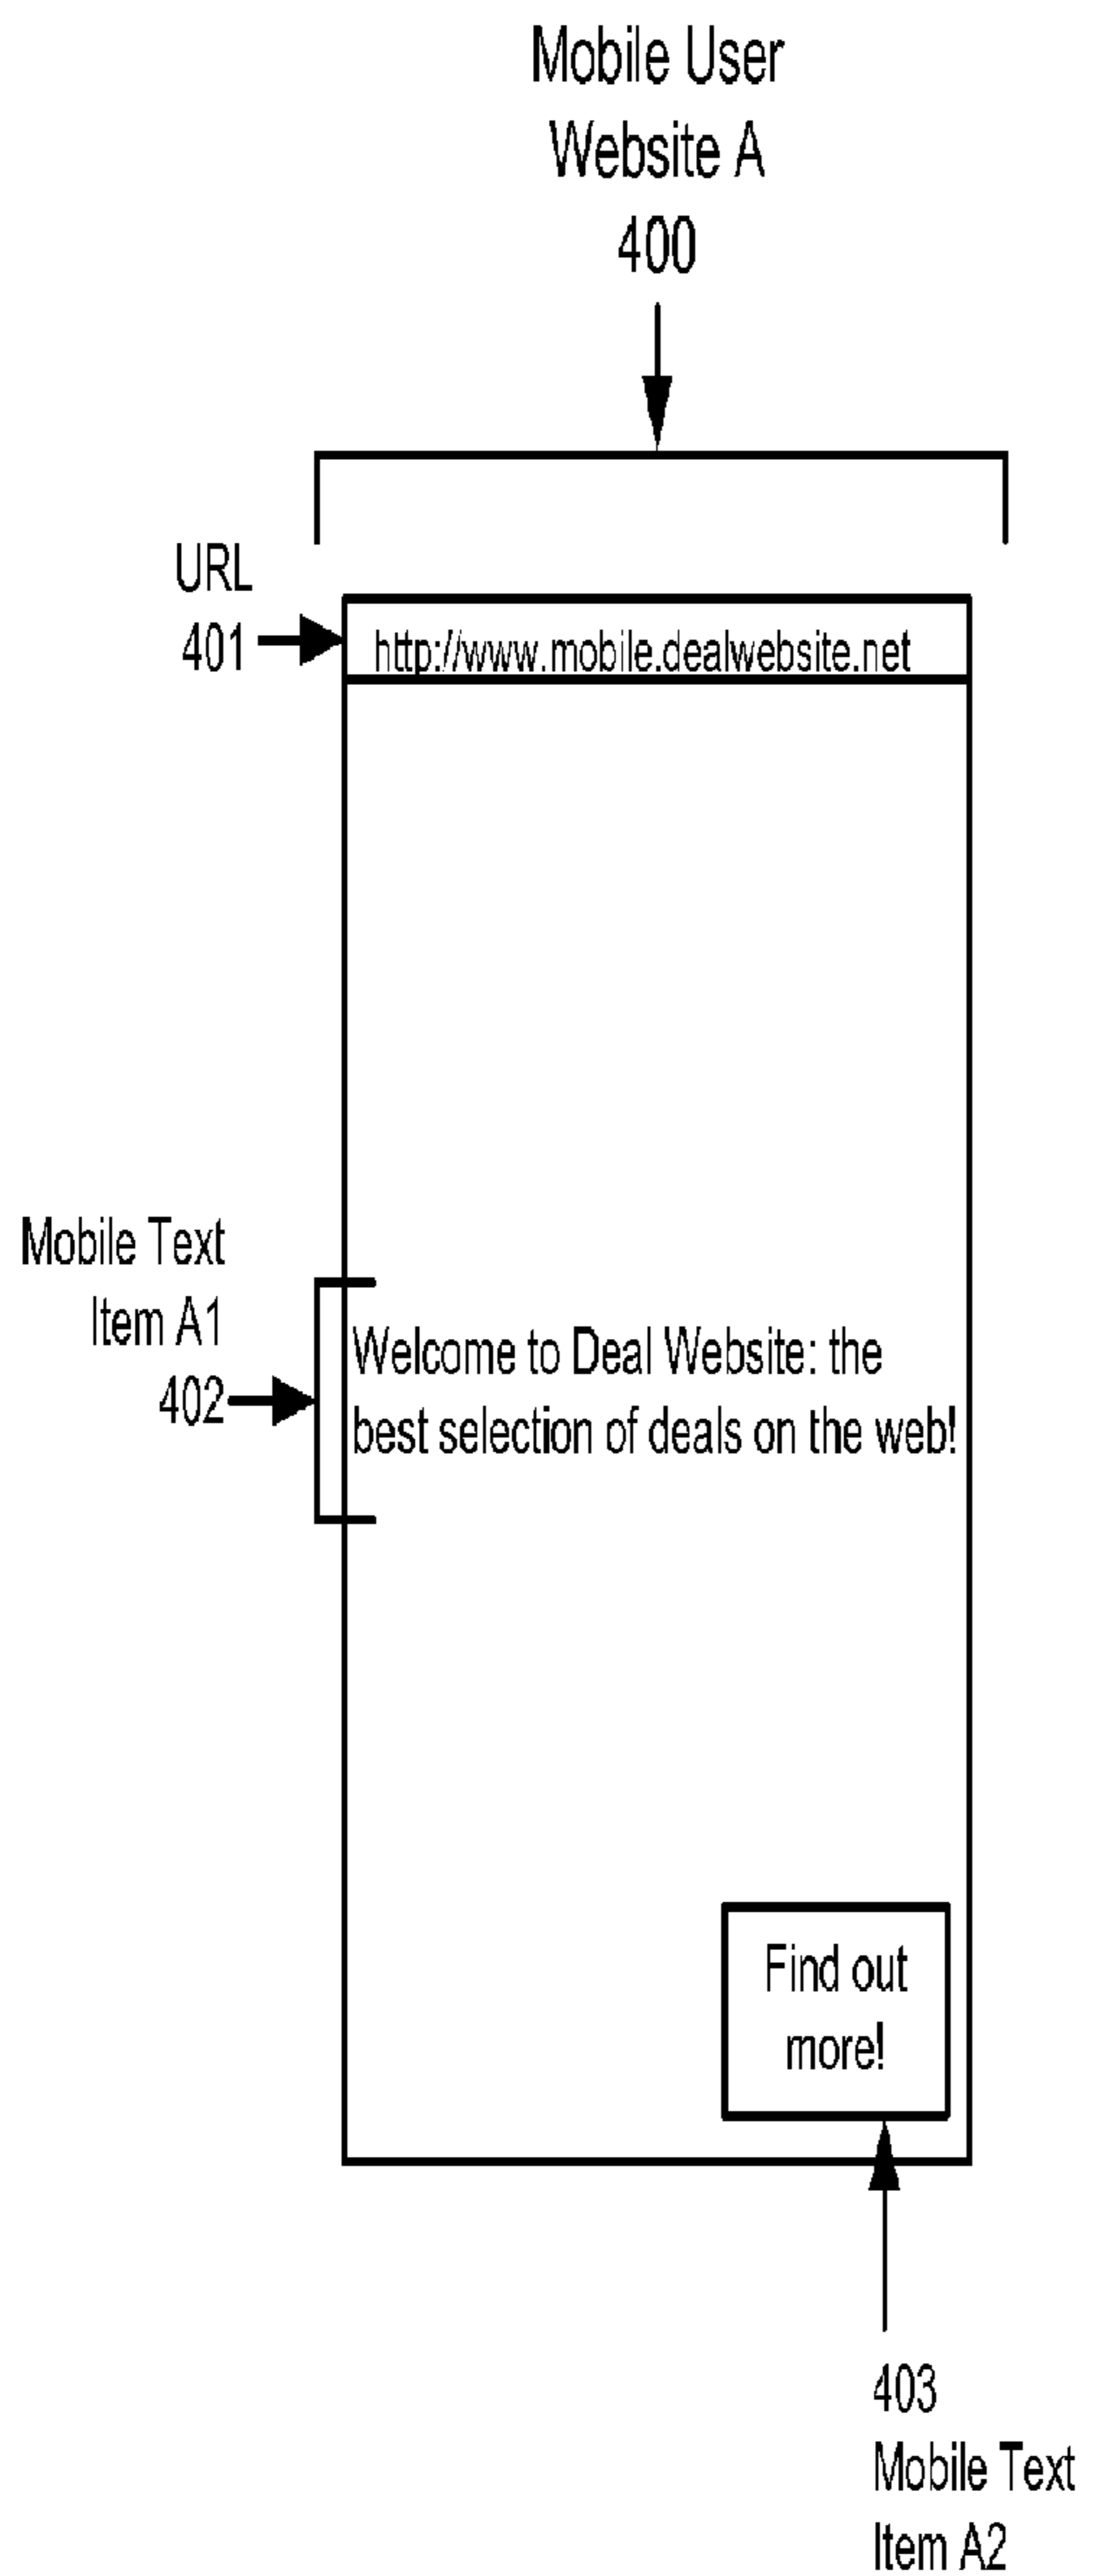 Mobile User
Website A
400
URL
401
http://www.mobile.dealwebsite.net
Mobile Text
Item A1
402
Welcome to Deal Website: the
best selection of deals on the web!
Find out
more!
403
Mobile Text
Item A2